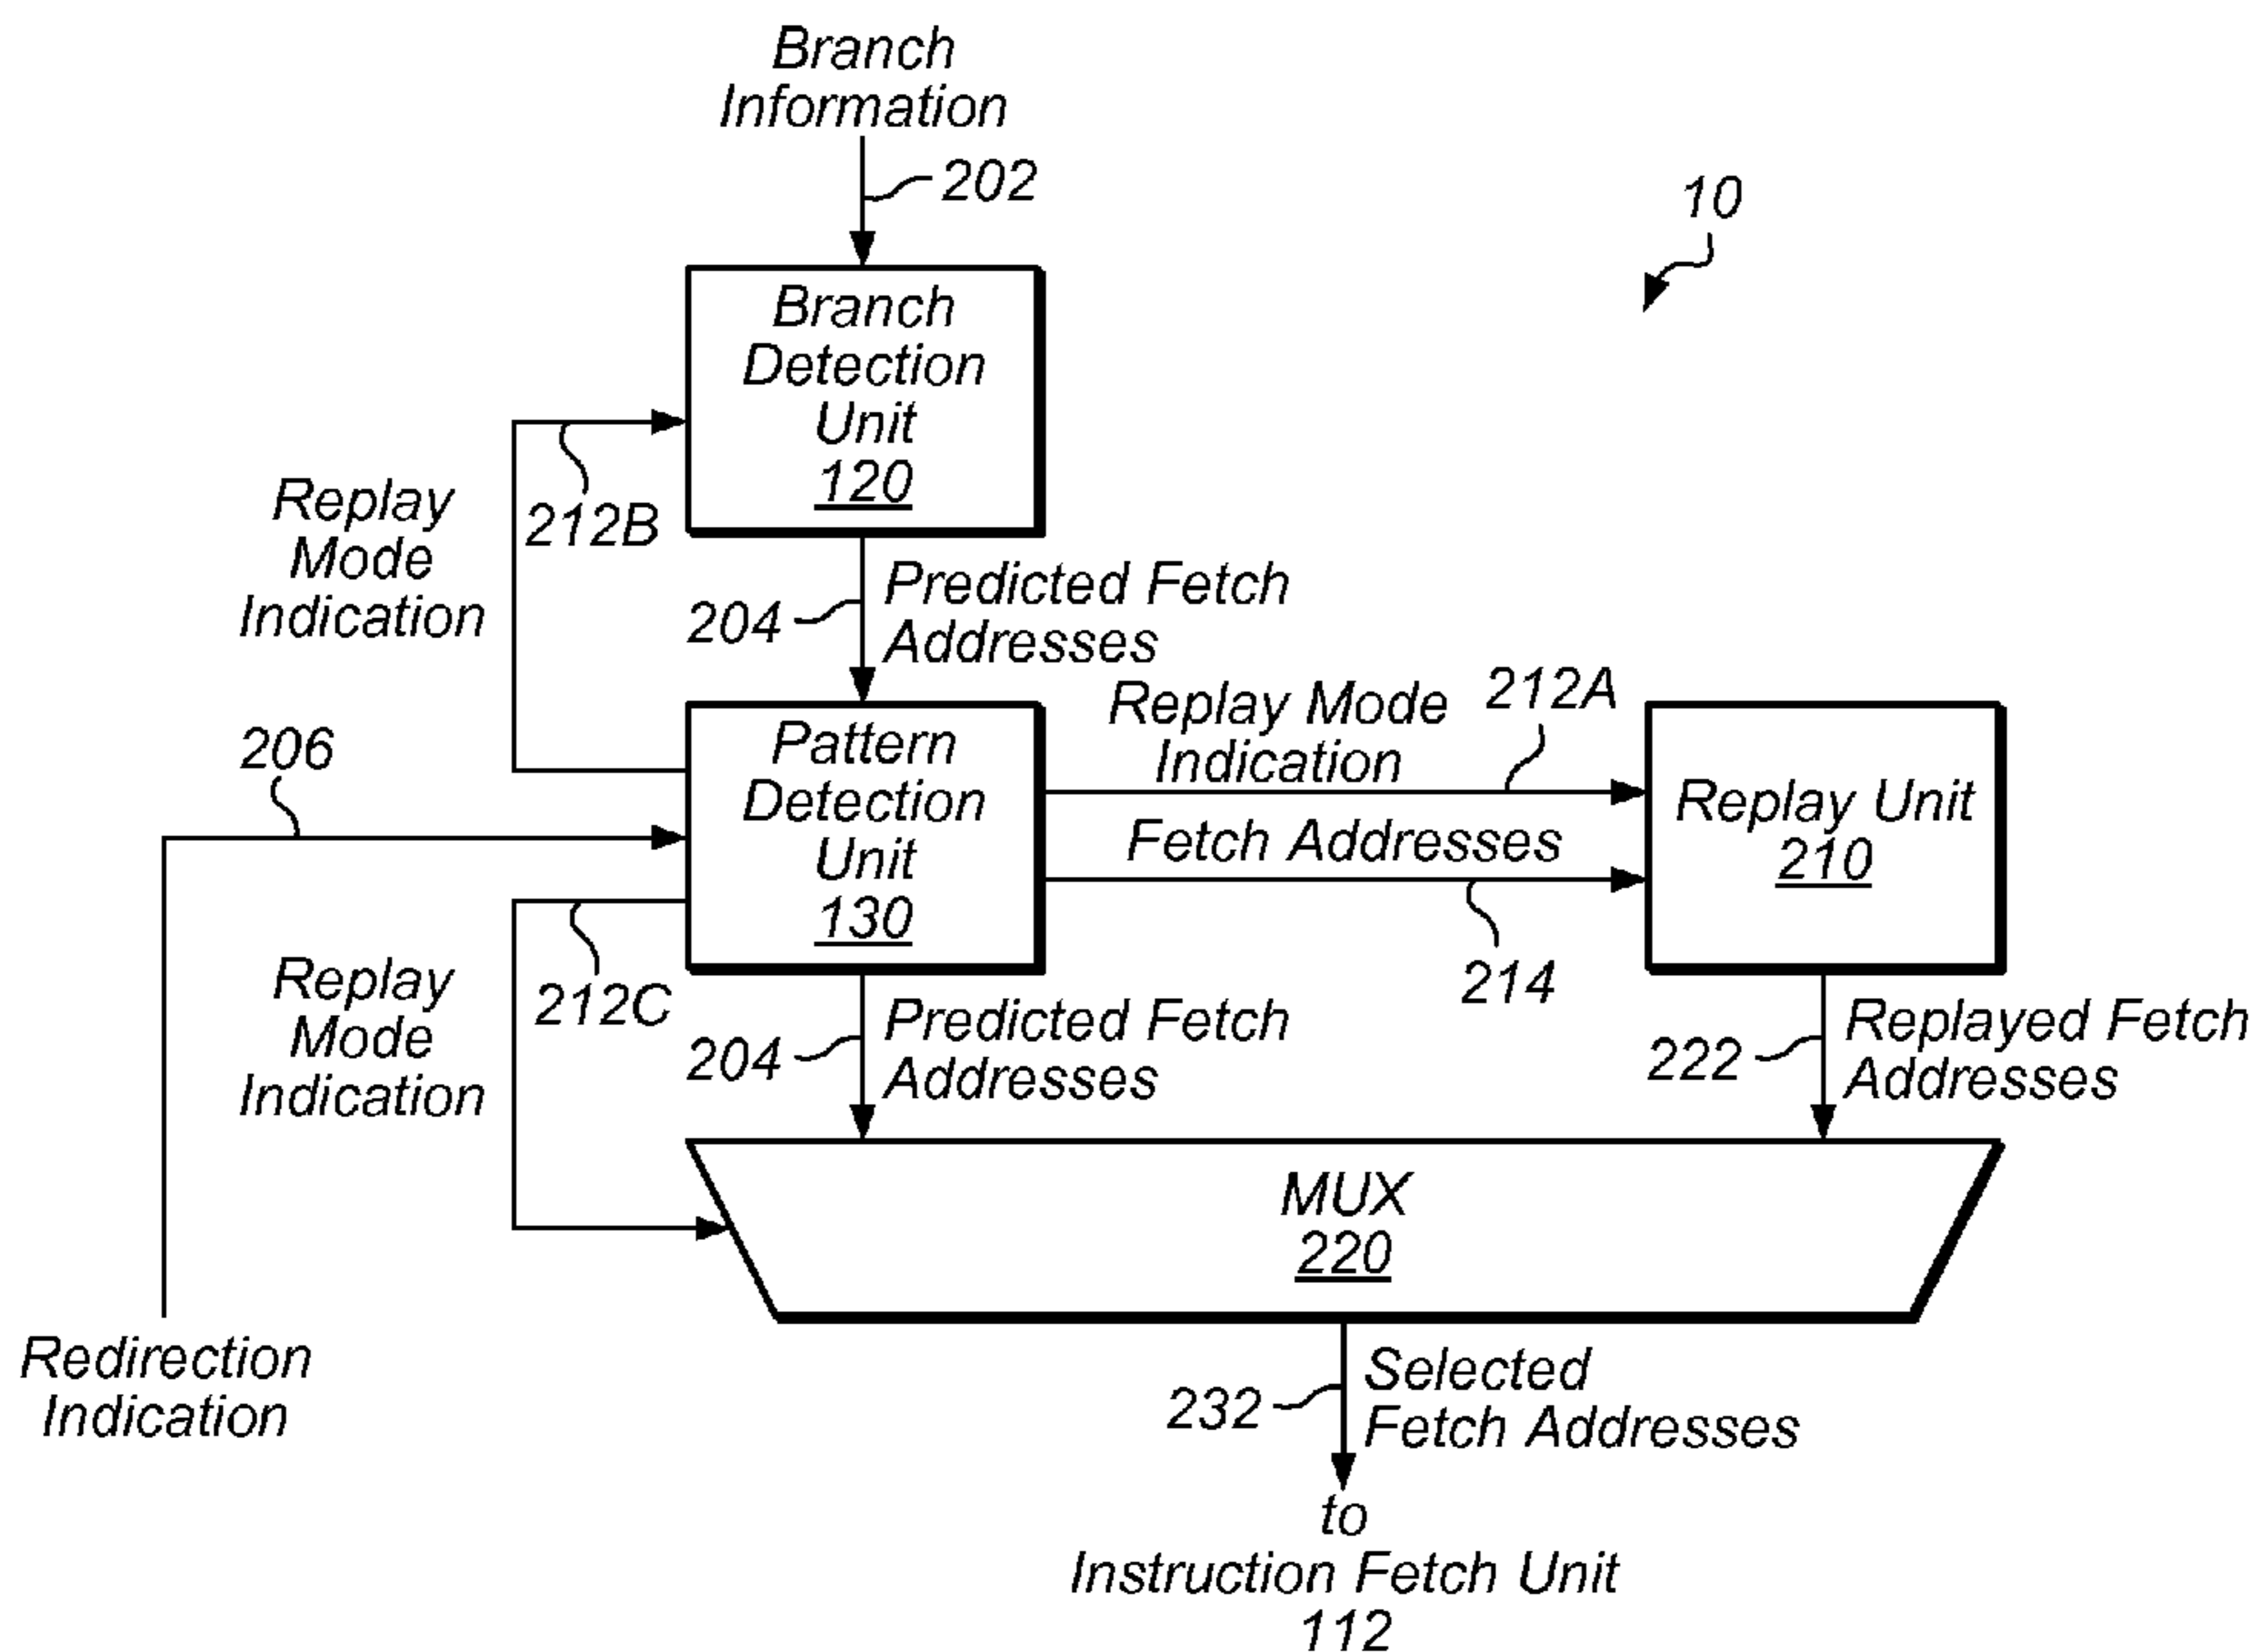 Branch
Information
202
10
Branch
Detection
Unit
120
Replay
Mode
Indication
212B
204
Predicted Fetch
Addresses
206
Pattern
Detection
Unit
130
Replay Mode
Indication
212A
Fetch Addresses
214
Replay Unit
210
Replay
Mode
Indication
212C
204
Predicted Fetch
Addresses
222
Replayed Fetch
Addresses
MUX
220
Redirection
Indication
232
Selected
Fetch Addresses
to
Instruction Fetch Unit
112